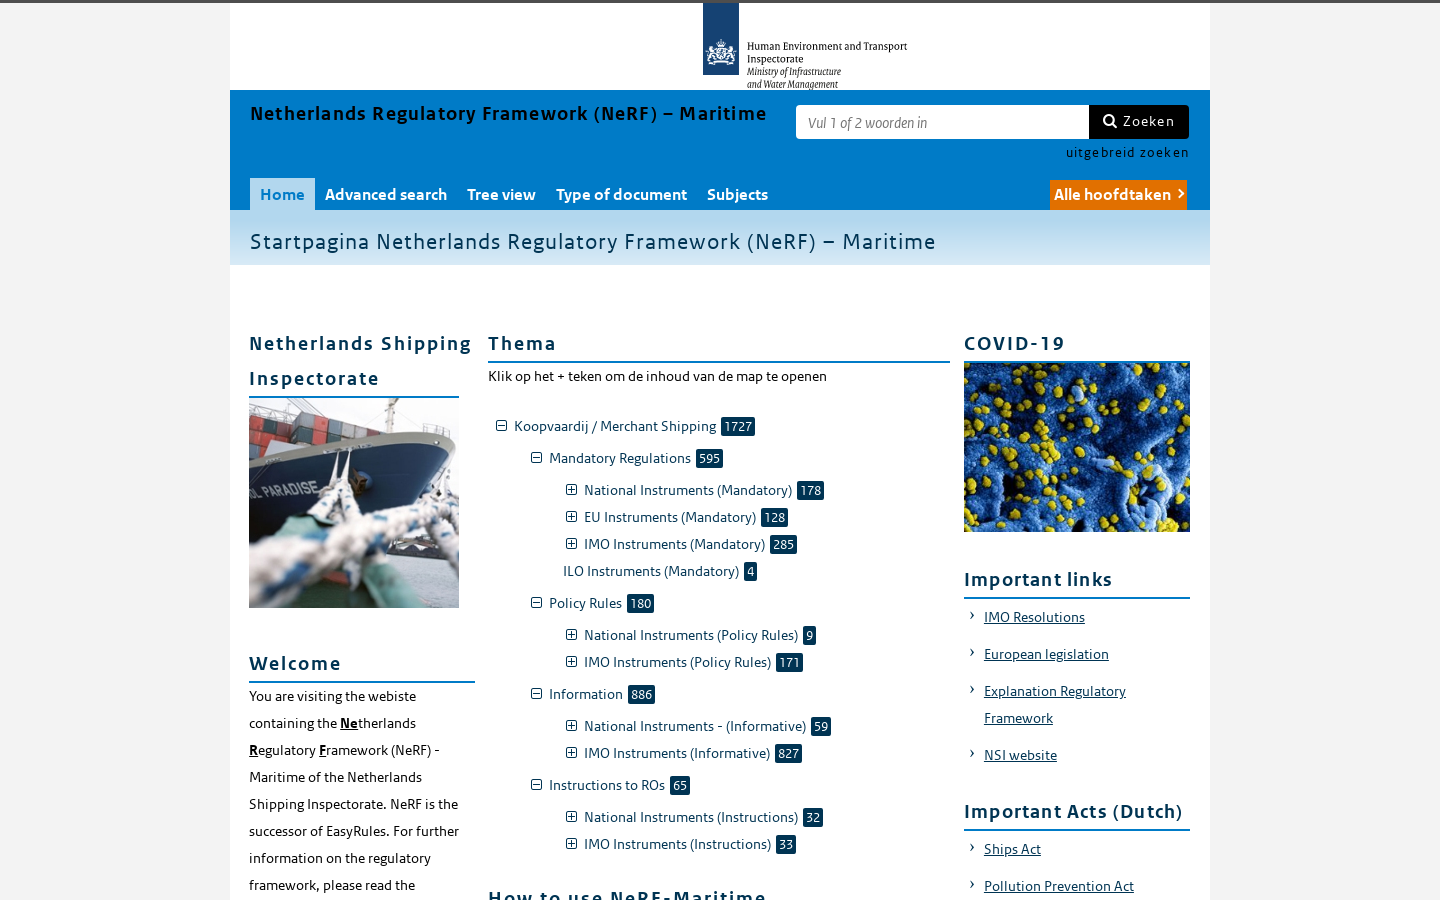 Human Environment and Transport
Inspectorate
Ministry of Infrastructure
and Water Management
Netherlands Regulatory Framework (NeRF) – Maritime
Vul 1 of 2 woorden in
Zoeken
uitgebreid zoeken
Home
Advanced search
Tree view
Type of document
Subjects
Alle hoofdtaken
Startpagina Netherlands Regulatory Framework (NeRF) – Maritime
Netherlands Shipping
Inspectorate
OL PARADISE
Welcome
You are visiting the webiste
containing the Netherlands
Regulatory Framework (NeRF) -
Maritime of the Netherlands
Shipping Inspectorate. NeRF is the
successor of EasyRules. For further
information on the regulatory
framework, please read the
Thema
Klik op het + teken om de inhoud van de map te openen
Koopvaardij / Merchant Shipping 1727
Mandatory Regulations 595
National Instruments (Mandatory) 178
EU Instruments (Mandatory) 128
IMO Instruments (Mandatory) 285
ILO Instruments (Mandatory) 4
Policy Rules 180
National Instruments (Policy Rules) 9
IMO Instruments (Policy Rules) 171
Information 886
National Instruments - (Informative) 59
IMO Instruments (Informative) 827
Instructions to ROs 65
National Instruments (Instructions) 32
IMO Instruments (Instructions) 33
How to use NeRF-Maritime
COVID-19
Important links
IMO Resolutions
European legislation
Explanation Regulatory
Framework
NSI website
Important Acts (Dutch)
Ships Act
Pollution Prevention Act